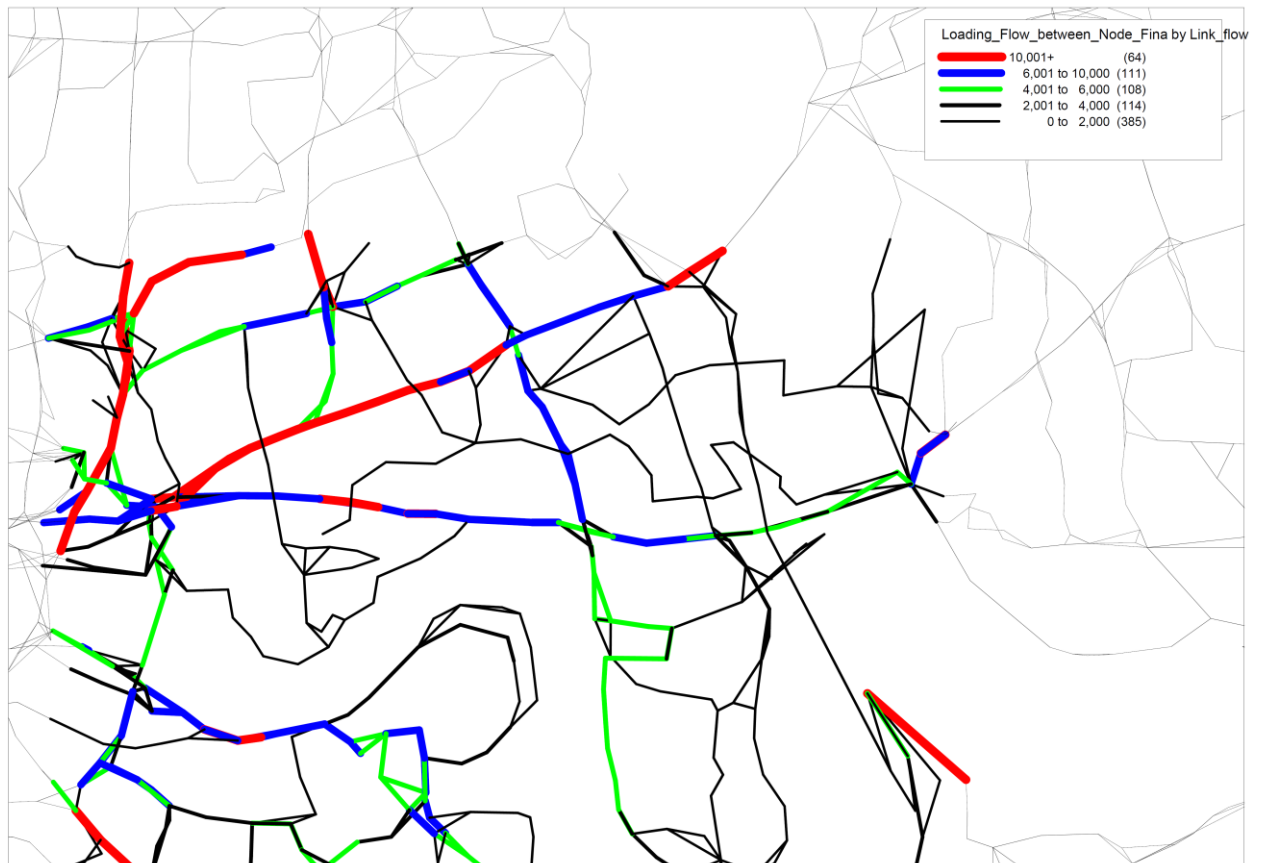 Loading_Flow_between_Node_Fina by Link_flow
10,001+ (64)
6,001 to 10,000 (111)
4,001 to 6,000 (108)
2,001 to 4,000 (114)
0 to 2,000 (385)